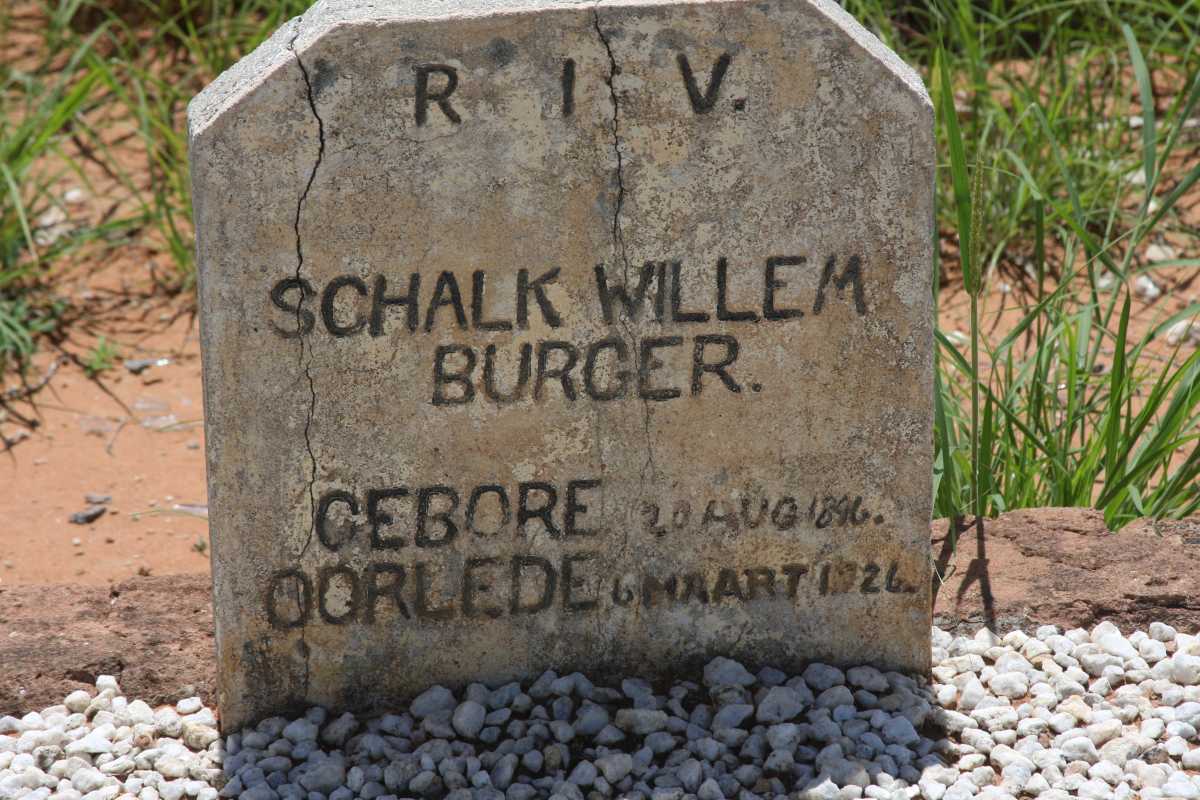 R I V.
SCHALK WILLEM
BURGER.
GEBORE 20 AUG 1896.
OORLEDE 6 MAART 1926.